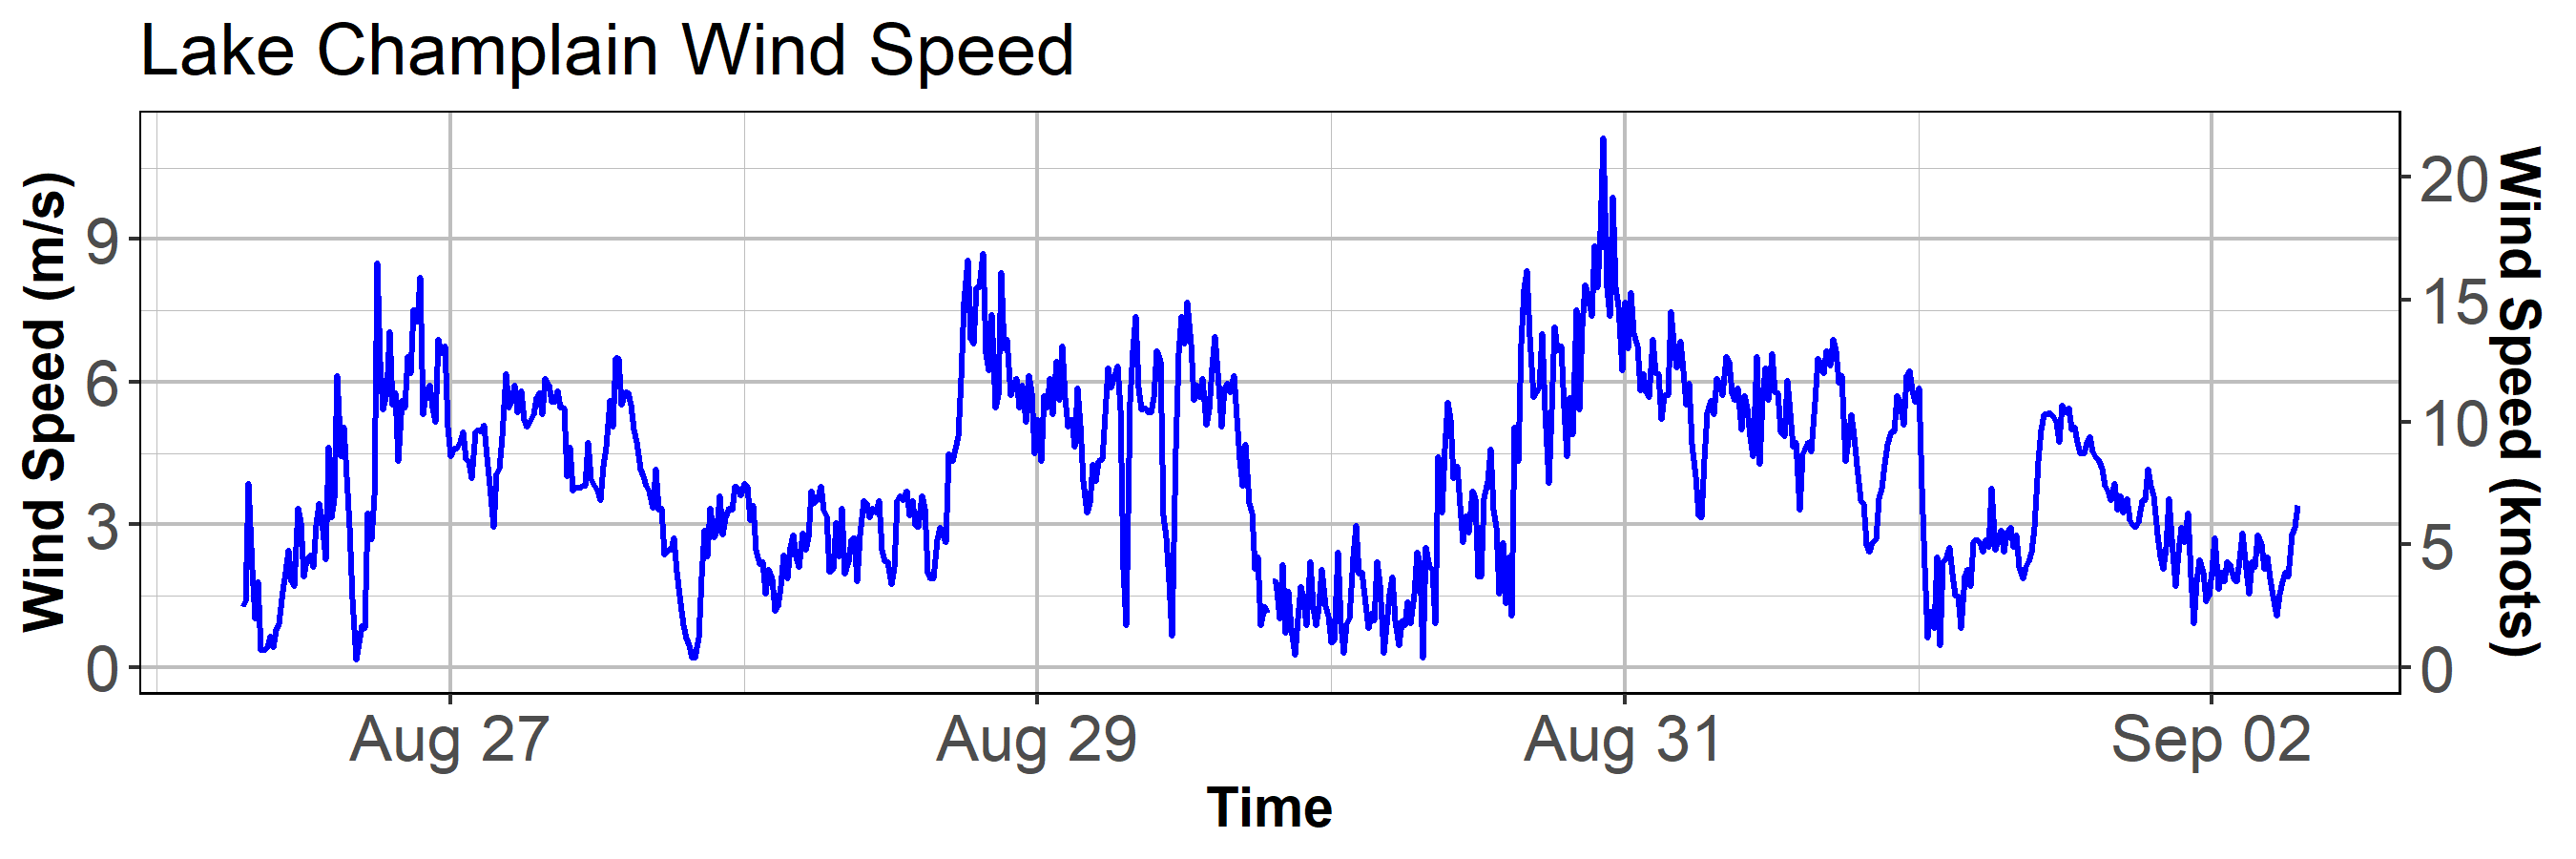 Lake Champlain Wind Speed
Wind Speed (m/s)
9
6
3
0
20
15
10
5
0
Wind Speed (knots)
Aug 27
Aug 29
Aug 31
Sep 02
Time